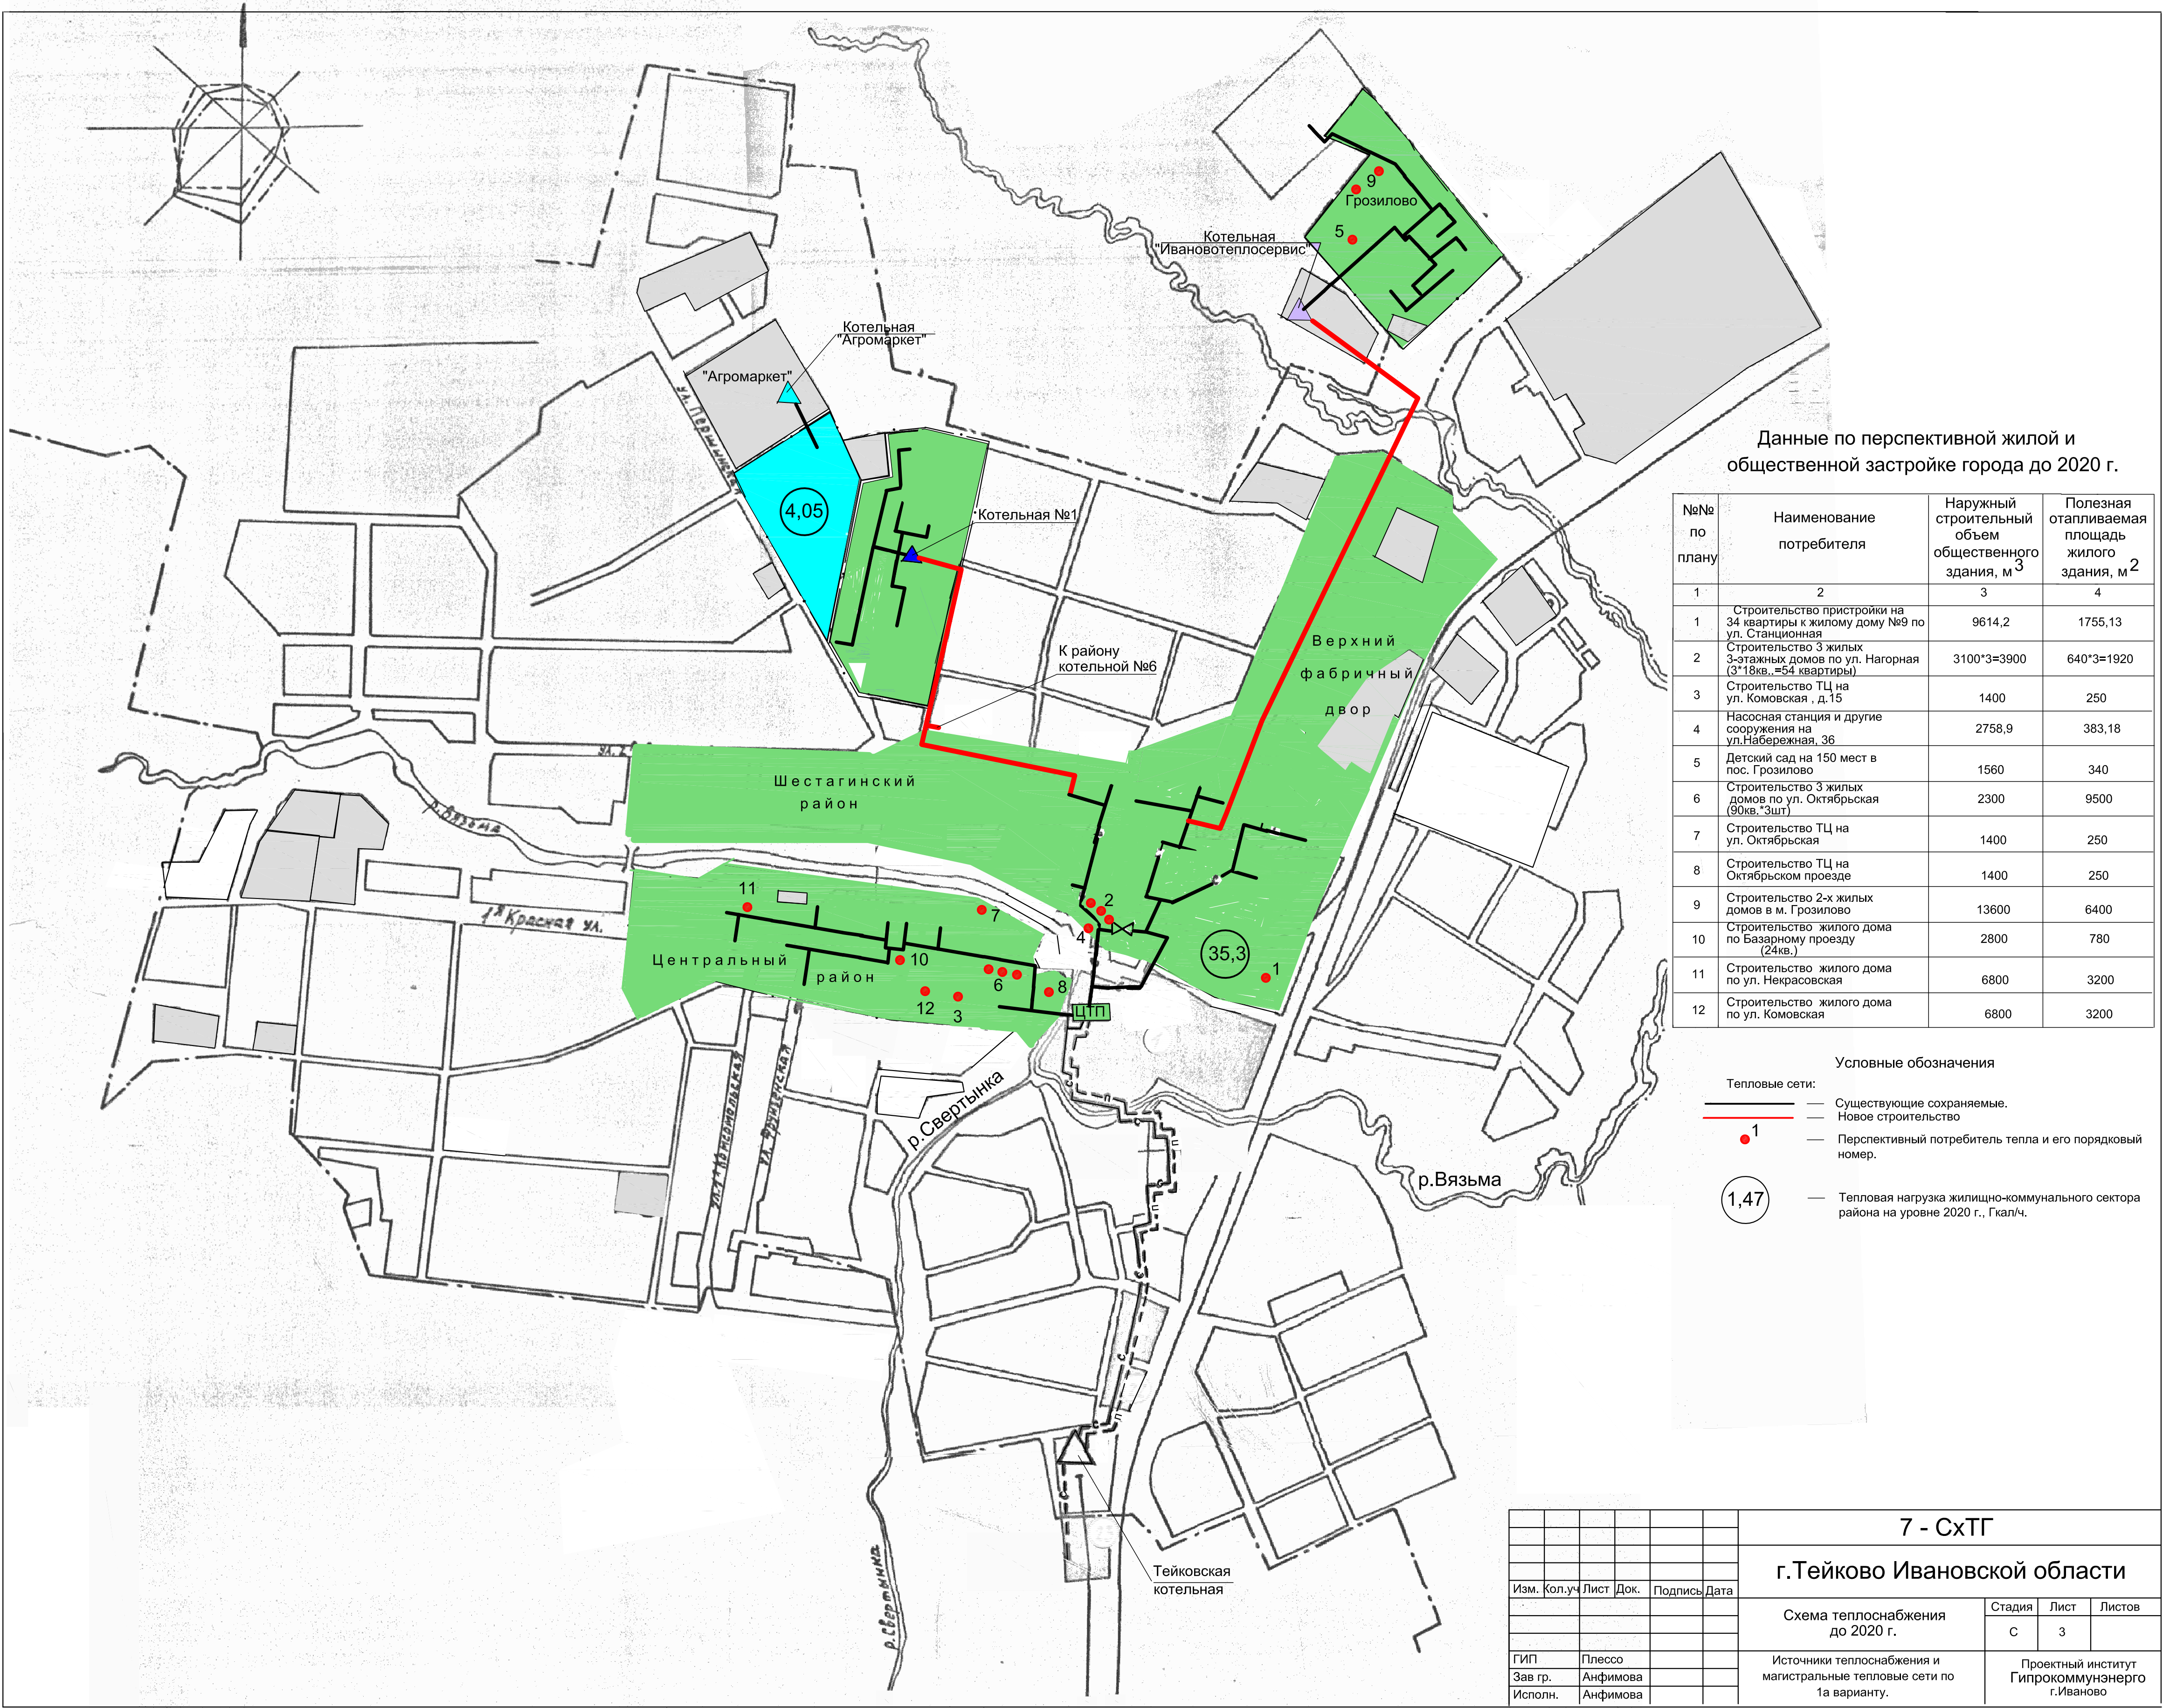 9
Грозилово
5
Котельная
"Ивановотеплосервис"
Котельная
"Агромаркет"
"Агромаркет"
4,05
Котельная №1
К району
котельной №6
Верхний
фабричный
двор
Шестагинский
район
р.Вязьма
1я Красная ул.
11
7
2
4
Центральный
район
10
6
12
3
8
35,3
1
ЦТП
ул.1я Комсомольская
ул. Фрунзенская
р.Свертынка
р.Вязьма
р.Свертынка
Тейковская
котельная
Данные по перспективной жилой и
общественной застройке города до 2020 г.
№№ по плану | Наименование потребителя | Наружный строительный объем общественного здания, м3 | Полезная отапливаемая площадь жилого здания, м2
1 2 3 4
1 Строительство пристройки на 34 квартиры к жилому дому №9 по ул. Станционная 9614,2 1755,13
2 Строительство 3 жилых 3-этажных домов по ул. Нагорная (3*18кв..=54 квартиры) 3100*3=3900 640*3=1920
3 Строительство ТЦ на ул. Комовская , д.15 1400 250
4 Насосная станция и другие сооружения на ул.Набережная, 36 2758,9 383,18
5 Детский сад на 150 мест в пос. Грозилово 1560 340
6 Строительство 3 жилых домов по ул. Октябрьская (90кв.*3шт) 2300 9500
7 Строительство ТЦ на ул. Октябрьская 1400 250
8 Строительство ТЦ на Октябрьском проезде 1400 250
9 Строительство 2-х жилых домов в м. Грозилово 13600 6400
10 Строительство жилого дома по Базарному проезду (24кв.) 2800 780
11 Строительство жилого дома по ул. Некрасовская 6800 3200
12 Строительство жилого дома по ул. Комовская 6800 3200
Условные обозначения
Тепловые сети:
— Существующие сохраняемые.
— Новое строительство
1 — Перспективный потребитель тепла и его порядковый
номер.
1,47 — Тепловая нагрузка жилищно-коммунального сектора
района на уровне 2020 г., Гкал/ч.
7 - СхТГ
г.Тейково Ивановской области
Изм. Кол.уч Лист Док. Подпись Дата
Схема теплоснабжения
до 2020 г.
Стадия Лист Листов
С 3
ГИП Плессо
Зав гр. Анфимова
Исполн. Анфимова
Источники теплоснабжения и
магистральные тепловые сети по
1а варианту.
Проектный институт
Гипрокоммунэнерго
г.Иваново